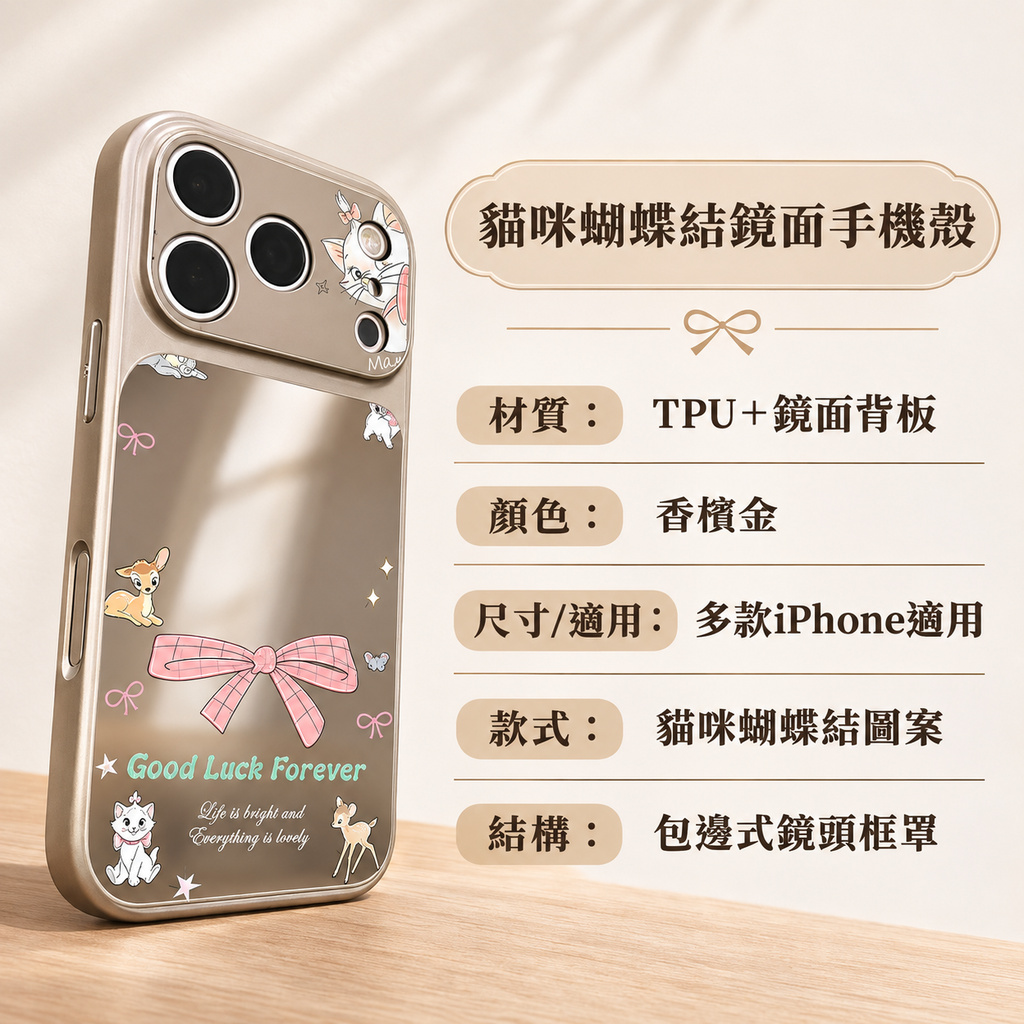 貓咪蝴蝶結鏡面手機殼
材質： TPU＋鏡面背板
顏色： 香檳金
尺寸/適用： 多款iPhone適用
款式： 貓咪蝴蝶結圖案
結構： 包邊式鏡頭框罩
Good Luck Forever
Life is bright and
Everything is lovely